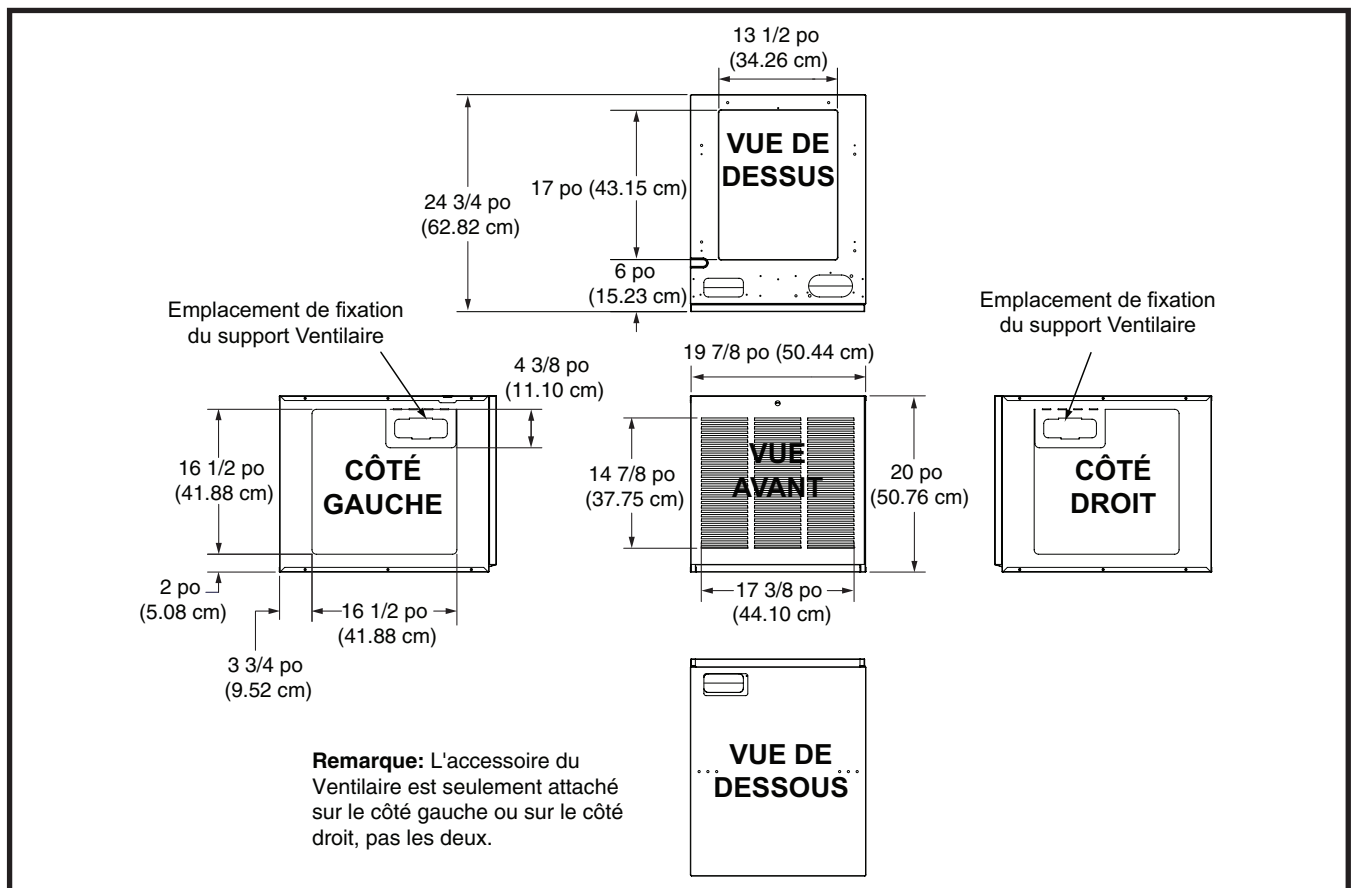 13 1/2 po
(34.26 cm)
VUE DE
DESSUS
17 po (43.15 cm)
24 3/4 po
(62.82 cm)
6 po
(15.23 cm)
Emplacement de fixation
du support Ventilaire
Emplacement de fixation
du support Ventilaire
19 7/8 po (50.44 cm)
4 3/8 po
(11.10 cm)
16 1/2 po
(41.88 cm)
CÔTÉ
GAUCHE
14 7/8 po
(37.75 cm)
VUE
AVANT
20 po
(50.76 cm)
CÔTÉ
DROIT
2 po
(5.08 cm)
16 1/2 po
(41.88 cm)
17 3/8 po
(44.10 cm)
3 3/4 po
(9.52 cm)
VUE DE
DESSOUS
Remarque: L'accessoire du
Ventilaire est seulement attaché
sur le côté gauche ou sur le côté
droit, pas les deux.